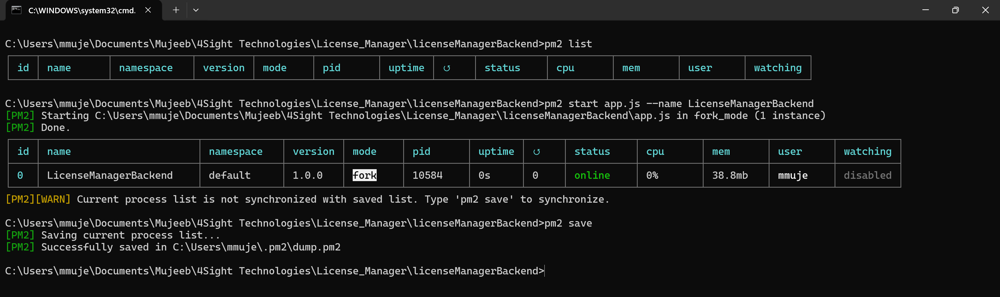 C:\WINDOWS\system32\cmd.
C:\Users\mmuje\Documents\Mujeeb\4Sight Technologies\License_Manager\licenseManagerBackend>pm2 list
id name namespace version mode pid uptime ↺ status cpu mem user watching
C:\Users\mmuje\Documents\Mujeeb\4Sight Technologies\License_Manager\licenseManagerBackend>pm2 start app.js --name LicenseManagerBackend
[PM2] Starting C:\Users\mmuje\Documents\Mujeeb\4Sight Technologies\License_Manager\licenseManagerBackend\app.js in fork_mode (1 instance)
[PM2] Done.
id name namespace version mode pid uptime ↺ status cpu mem user watching
0 LicenseManagerBackend default 1.0.0 fork 10584 0s 0 online 0% 38.8mb mmuje disabled
[PM2][WARN] Current process list is not synchronized with saved list. Type 'pm2 save' to synchronize.
C:\Users\mmuje\Documents\Mujeeb\4Sight Technologies\License_Manager\licenseManagerBackend>pm2 save
[PM2] Saving current process list...
[PM2] Successfully saved in C:\Users\mmuje\.pm2\dump.pm2
C:\Users\mmuje\Documents\Mujeeb\4Sight Technologies\License_Manager\licenseManagerBackend>